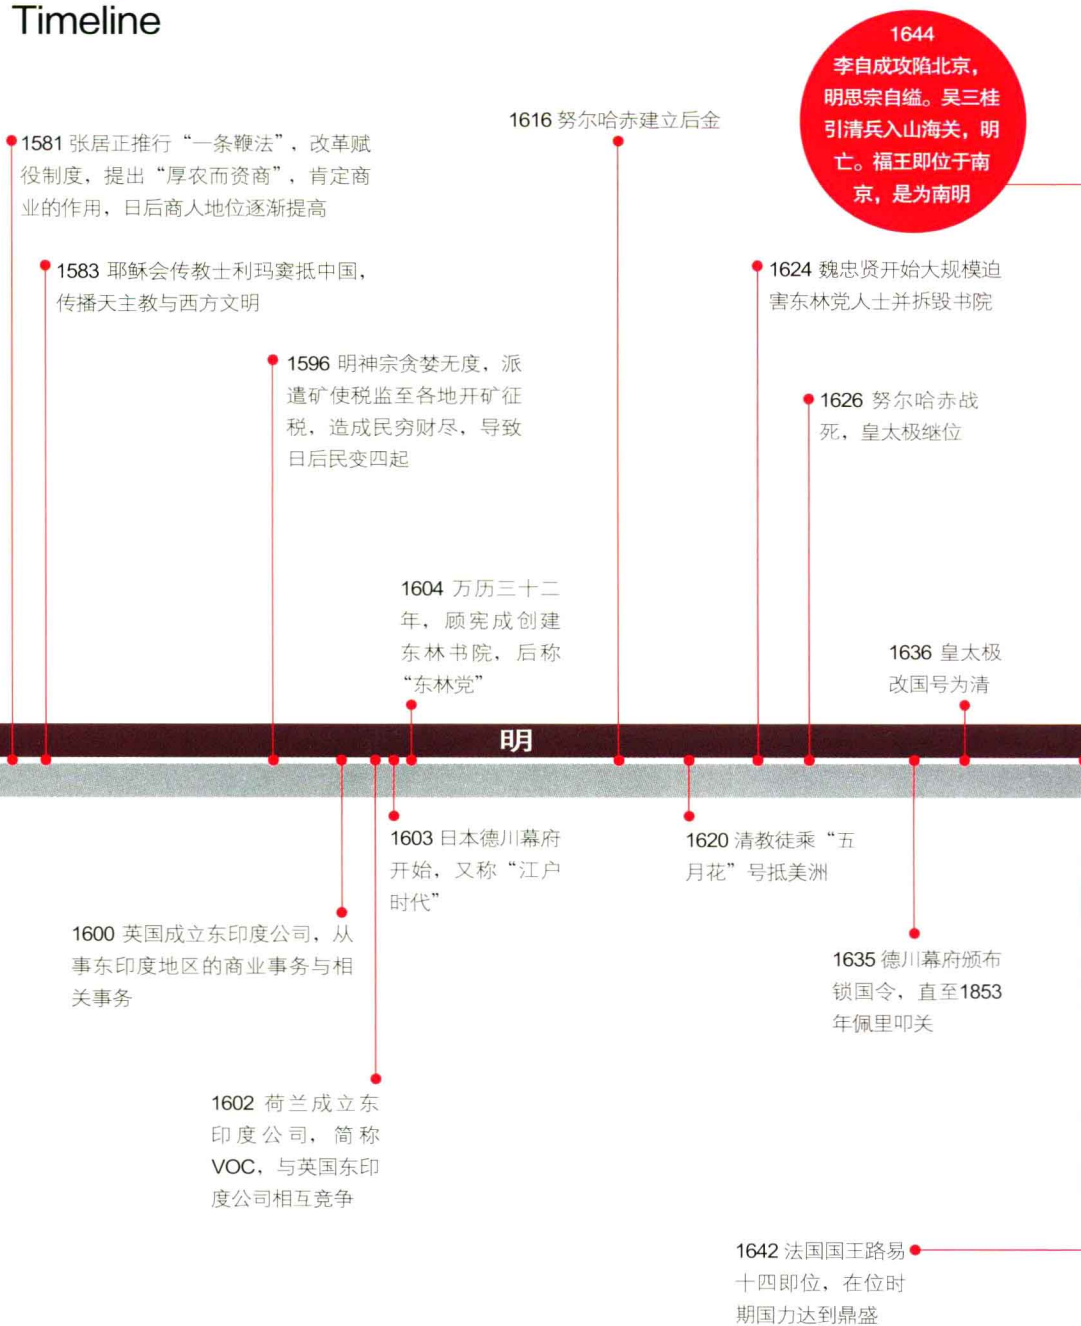 Timeline
1644
李自成攻陷北京，
明思宗自缢。吴三桂
引清兵入山海关，明
亡。福王即位于南
京，是为南明
1616 努尔哈赤建立后金
1581 张居正推行“一条鞭法”，改革赋
役制度，提出“厚农而资商”，肯定商
业的作用，日后商人地位逐渐提高
1583 耶稣会传教士利玛窦抵中国，
传播天主教与西方文明
1624 魏忠贤开始大规模迫
害东林党人士并拆毁书院
1596 明神宗贪婪无度，派
遣矿使税监至各地开矿征
税，造成民穷财尽，导致
日后民变四起
1626 努尔哈赤战
死，皇太极继位
1604 万历三十二
年，顾宪成创建
东林书院，后称
“东林党”
1636 皇太极
改国号为清
明
1603 日本德川幕府
开始，又称“江户
时代”
1620 清教徒乘“五
月花”号抵美洲
1600 英国成立东印度公司，从
事东印度地区的商业事务与相
关事务
1635 德川幕府颁布
锁国令，直至1853
年佩里叩关
1602 荷兰成立东
印度公司，简称
VOC，与英国东印
度公司相互竞争
1642 法国国王路易
十四即位，在位时
期国力达到鼎盛